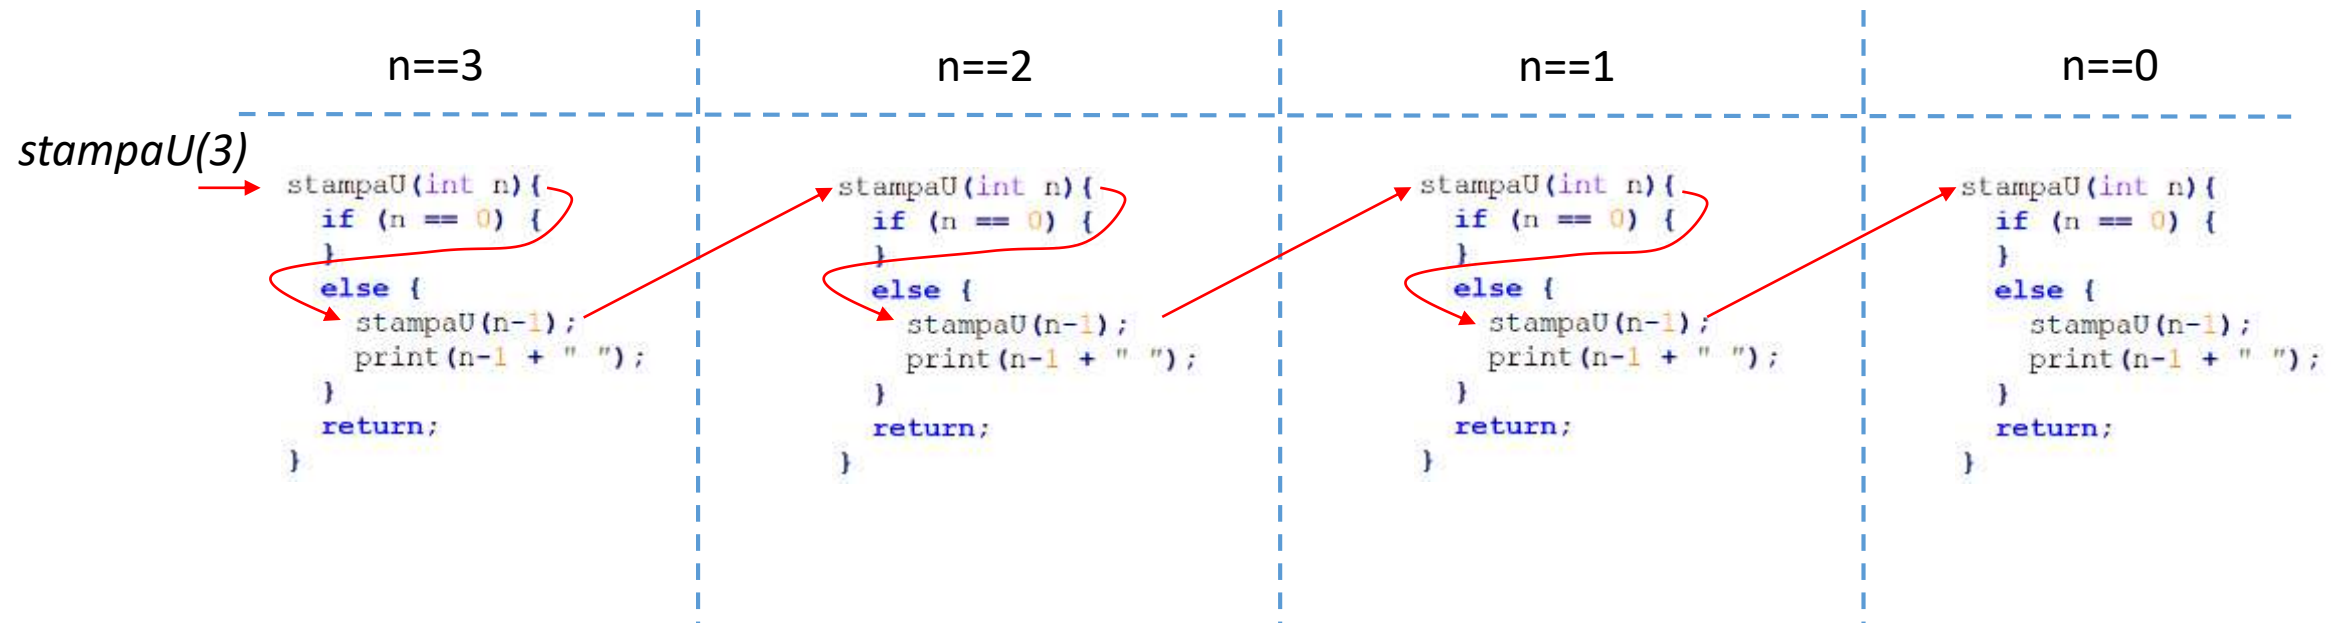 n==3
n==2
n==1
n==0
stampaU(3)
stampaU(int n){
if (n == 0) {
}
else {
stampaU(n-1);
print(n-1 + " ");
}
return;
}
stampaU(int n){
if (n == 0) {
}
else {
stampaU(n-1);
print(n-1 + " ");
}
return;
}
stampaU(int n){
if (n == 0) {
}
else {
stampaU(n-1);
print(n-1 + " ");
}
return;
}
stampaU(int n){
if (n == 0) {
}
else {
stampaU(n-1);
print(n-1 + " ");
}
return;
}